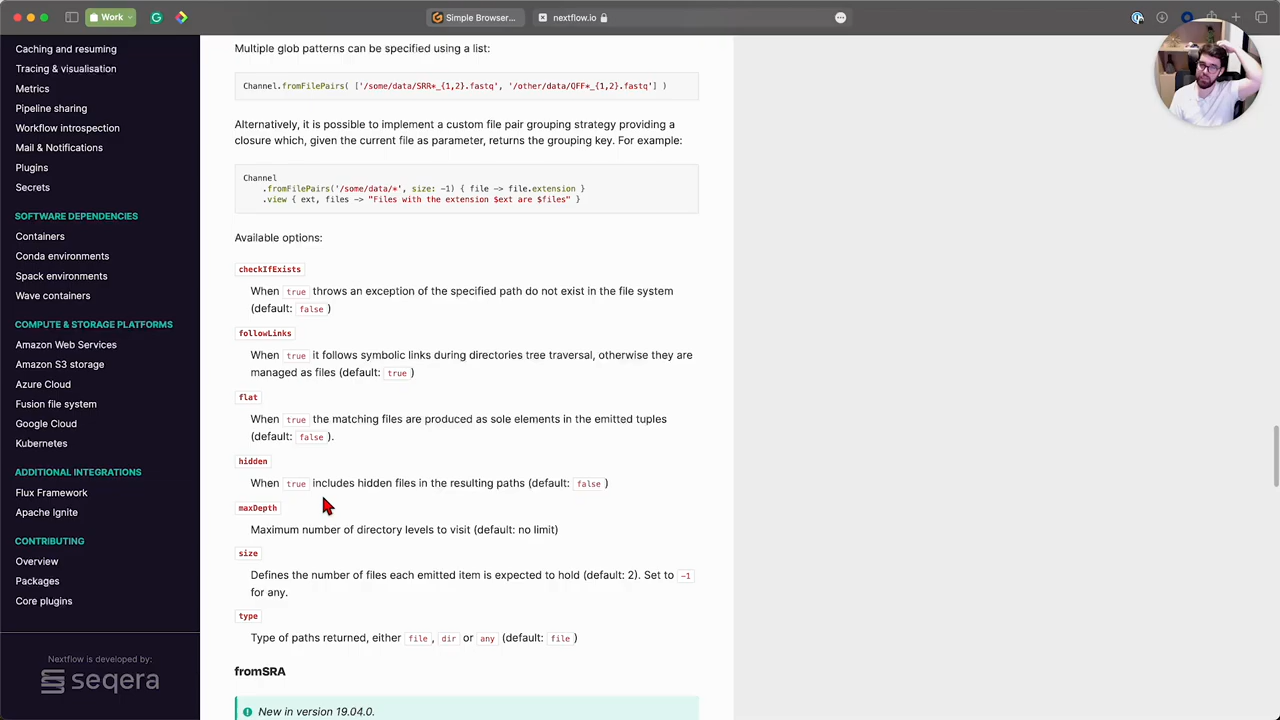 Work
Simple Browser...
nextflow.io
Caching and resuming
Tracing & visualisation
Metrics
Pipeline sharing
Workflow introspection
Mail & Notifications
Plugins
Secrets
SOFTWARE DEPENDENCIES
Containers
Conda environments
Spack environments
Wave containers
COMPUTE & STORAGE PLATFORMS
Amazon Web Services
Amazon S3 storage
Azure Cloud
Fusion file system
Google Cloud
Kubernetes
ADDITIONAL INTEGRATIONS
Flux Framework
Apache Ignite
CONTRIBUTING
Overview
Packages
Core plugins
Nextflow is developed by:
seqera
Multiple glob patterns can be specified using a list:
Channel.fromFilePairs( ['/some/data/SRR*_{1,2}.fastq', '/other/data/QFF*_{1,2}.fastq'] )
Alternatively, it is possible to implement a custom file pair grouping strategy providing a
closure which, given the current file as parameter, returns the grouping key. For example:
Channel
.fromFilePairs('/some/data/*', size: -1) { file -> file.extension }
.view { ext, files -> "Files with the extension $ext are $files" }
Available options:
checkIfExists
When true throws an exception of the specified path do not exist in the file system
(default: false )
followLinks
When true it follows symbolic links during directories tree traversal, otherwise they are
managed as files (default: true )
flat
When true the matching files are produced as sole elements in the emitted tuples
(default: false ).
hidden
When true includes hidden files in the resulting paths (default: false )
maxDepth
Maximum number of directory levels to visit (default: no limit)
size
Defines the number of files each emitted item is expected to hold (default: 2). Set to -1
for any.
type
Type of paths returned, either file , dir or any (default: file )
fromSRA
New in version 19.04.0.